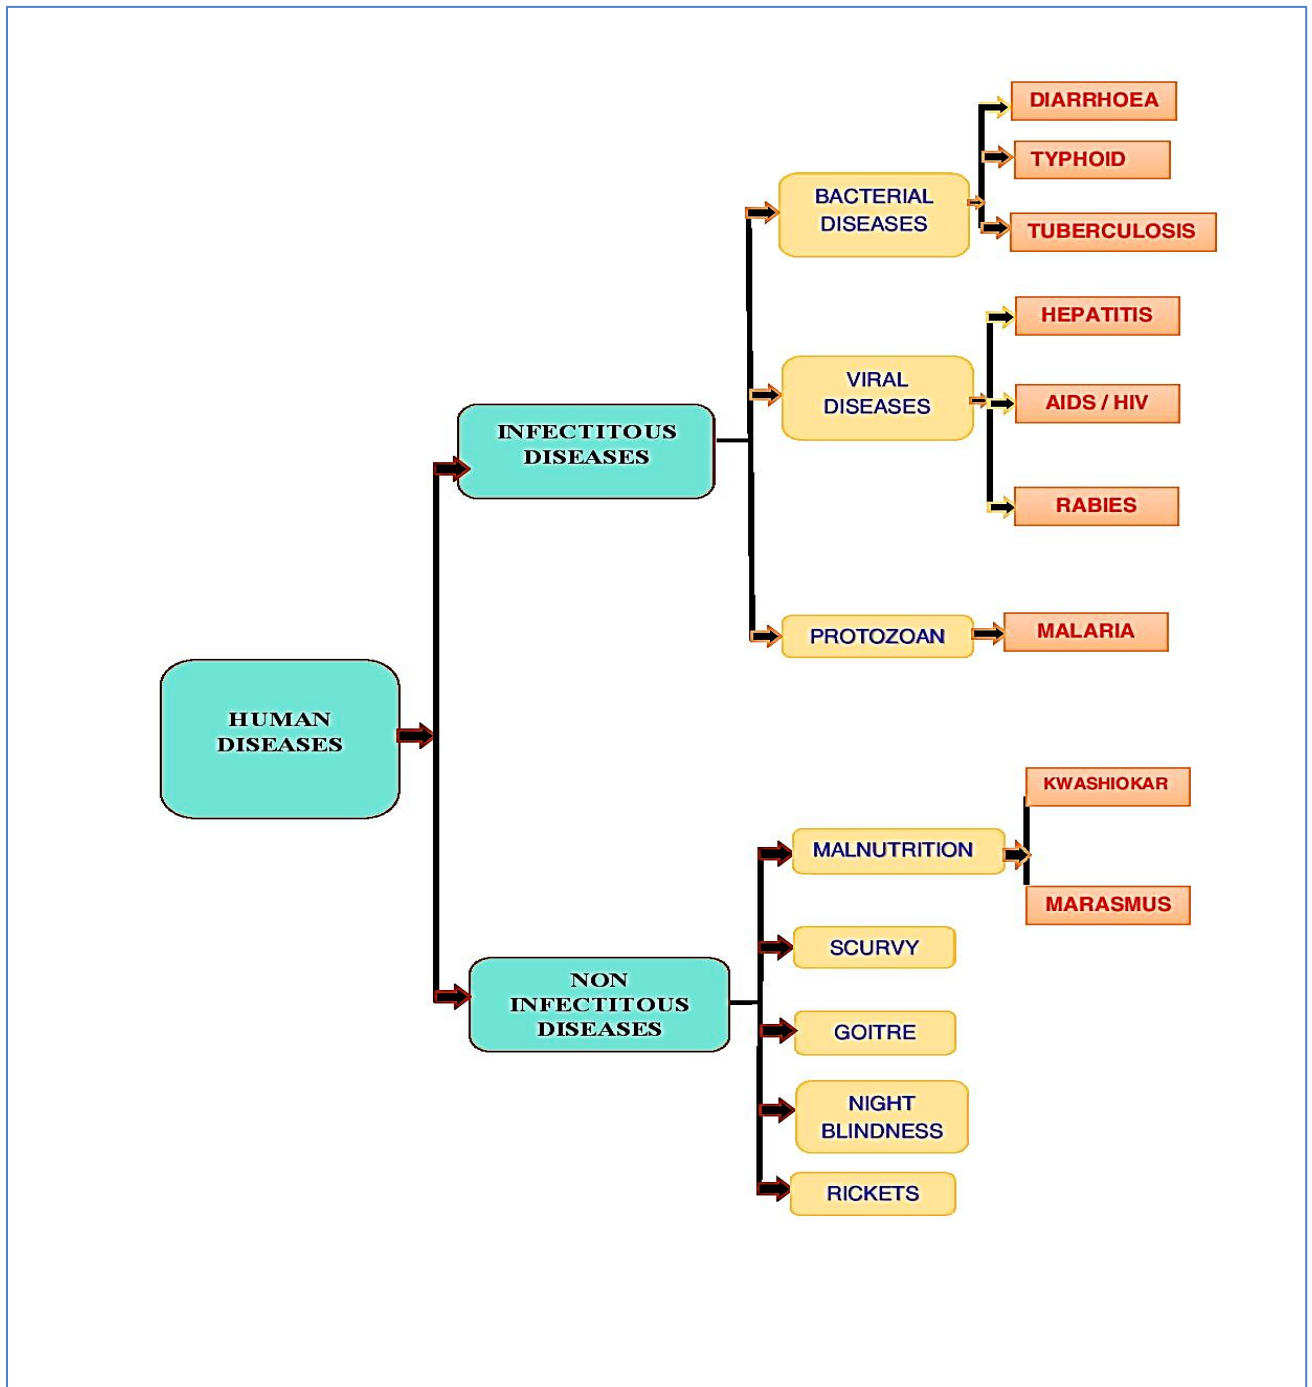 HUMAN
DISEASES
INFECTITOUS
DISEASES
BACTERIAL
DISEASES
DIARRHOEA
TYPHOID
TUBERCULOSIS
VIRAL
DISEASES
HEPATITIS
AIDS / HIV
RABIES
PROTOZOAN
MALARIA
NON
INFECTITOUS
DISEASES
MALNUTRITION
KWASHIOKAR
MARASMUS
SCURVY
GOITRE
NIGHT
BLINDNESS
RICKETS